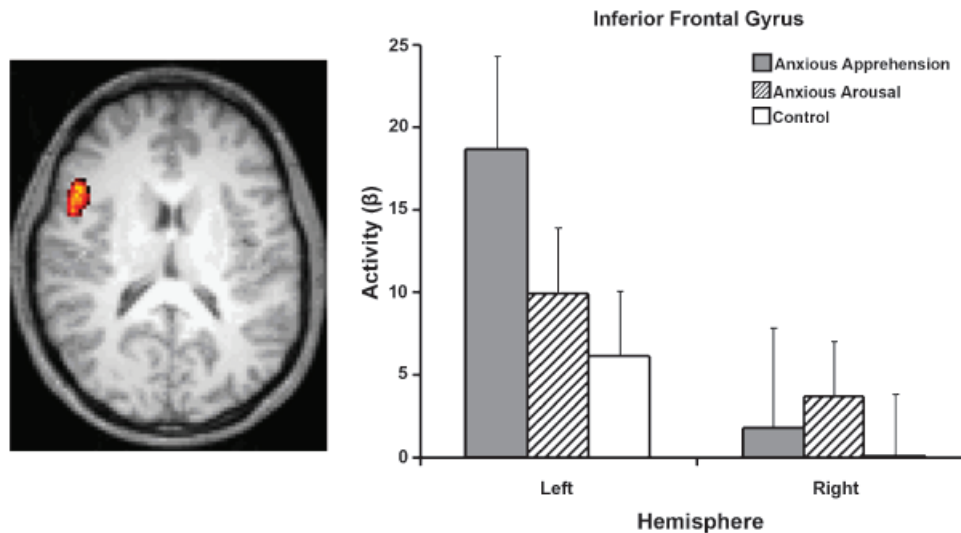 Inferior Frontal Gyrus
25
20
15
10
5
0
Activity (β)
Anxious Apprehension
Anxious Arousal
Control
Left
Right
Hemisphere